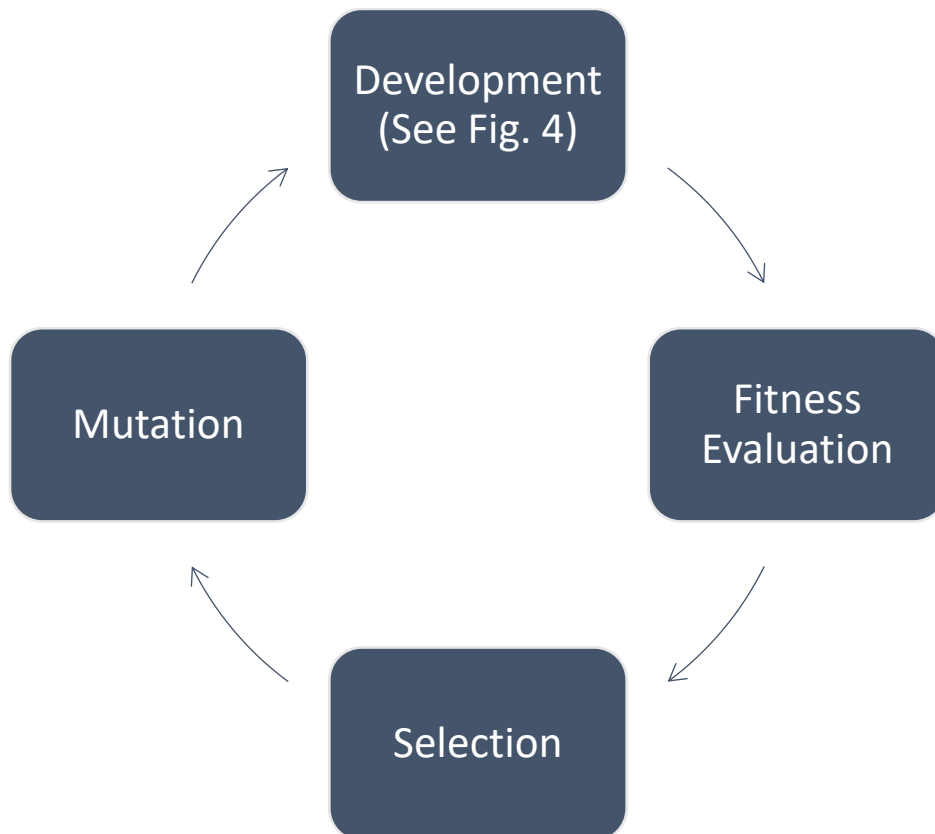 Development
(See Fig. 4)
Fitness
Evaluation
Mutation
Selection